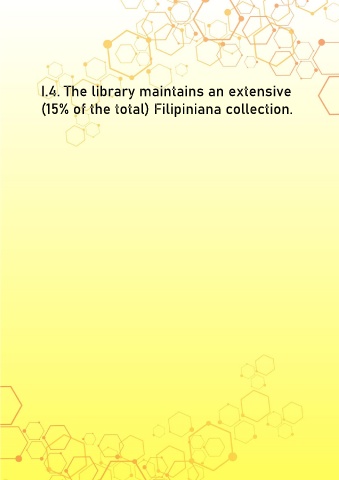 I.4. The library maintains an extensive
(15% of the total) Filipiniana collection.